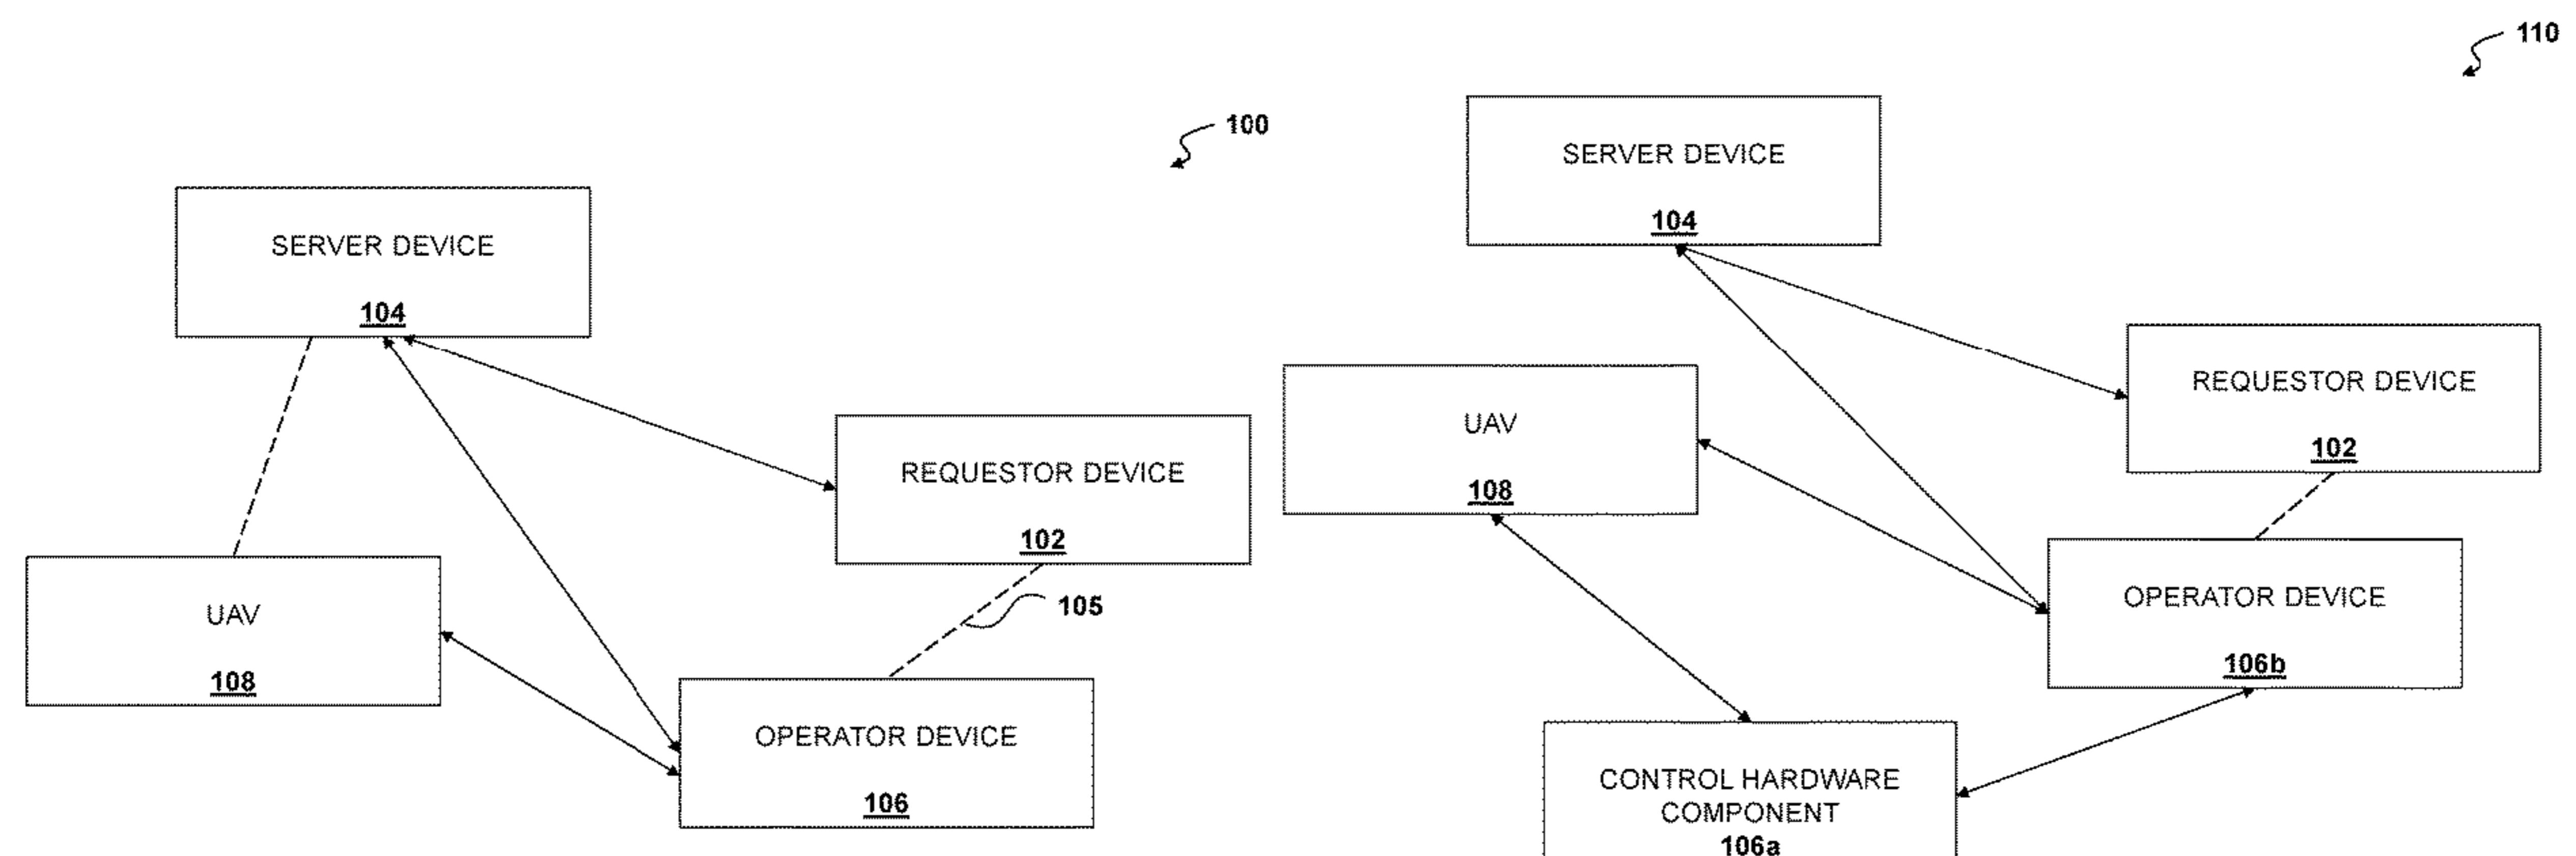 100
SERVER DEVICE
104
REQUESTOR DEVICE
102
105
UAV
108
OPERATOR DEVICE
106
110
SERVER DEVICE
104
REQUESTOR DEVICE
102
UAV
108
OPERATOR DEVICE
106b
CONTROL HARDWARE
COMPONENT
106a